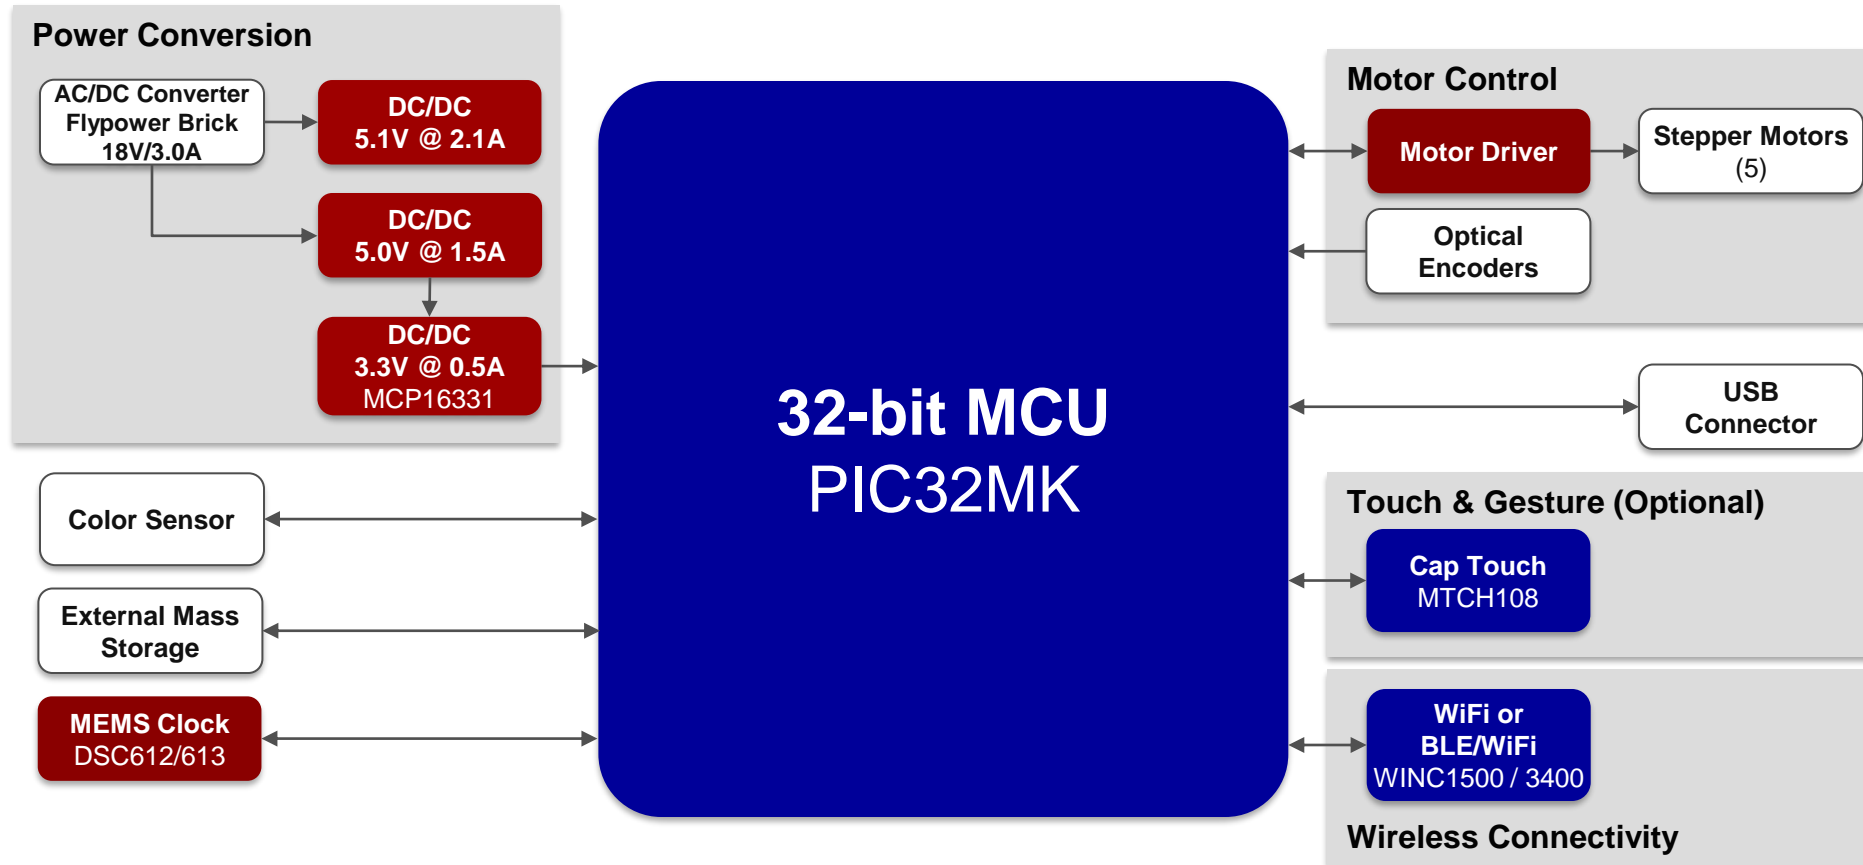 Power Conversion
AC/DC Converter
Flypower Brick
18V/3.0A
DC/DC
5.1V @ 2.1A
DC/DC
5.0V @ 1.5A
DC/DC
3.3V @ 0.5A
MCP16331
Color Sensor
External Mass
Storage
MEMS Clock
DSC612/613
32-bit MCU
PIC32MK
Motor Control
Motor Driver
Stepper Motors
(5)
Optical
Encoders
USB
Connector
Touch & Gesture (Optional)
Cap Touch
MTCH108
WiFi or
BLE/WiFi
WINC1500 / 3400
Wireless Connectivity